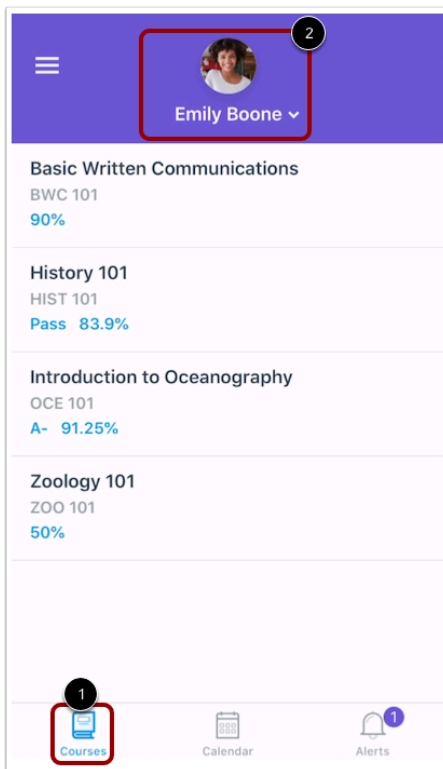 2
Emily Boone
Basic Written Communications
BWC 101
90%
History 101
HIST 101
Pass 83.9%
Introduction to Oceanography
OCE 101
A- 91.25%
Zoology 101
ZOO 101
50%
1
1
Courses
Calendar
Alerts